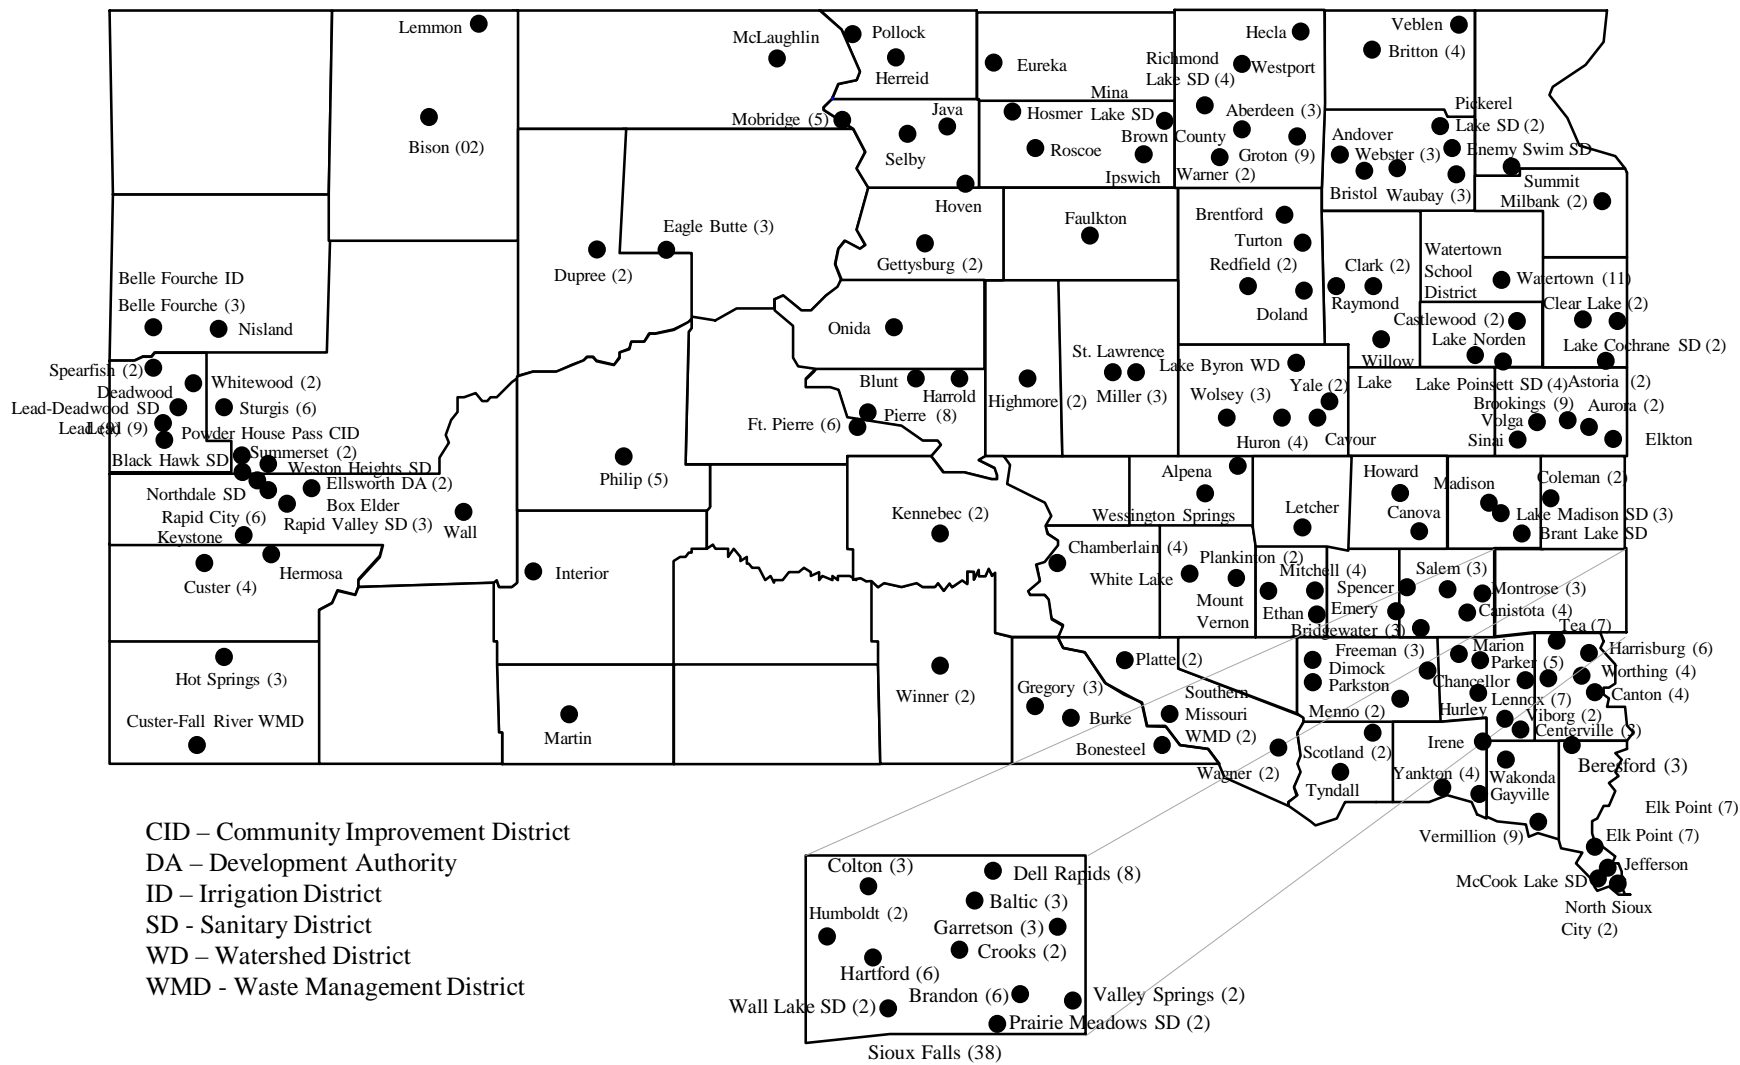 Lemmon
McLaughlin
Pollock
Herreid
Eureka
Hecla
Richmond
Lake SD (4)
Westport
Veblen
Britton (4)
Bison (02)
Mobridge (5)
Java
Selby
Mina
Hosmer
Lake SD
Brown
County
Roscoe
Ipswich
Aberdeen (3)
Groton (9)
Warner (2)
Pickerel
Lake SD (2)
Andover
Webster (3)
Enemy Swim SD
Bristol
Waubay (3)
Summit
Milbank (2)
Hoven
Eagle Butte (3)
Dupree (2)
Faulkton
Gettysburg (2)
Brentford
Turton
Redfield (2)
Doland
Clark (2)
Raymond
Watertown
School
District
Watertown (11)
Clear Lake (2)
Castlewood (2)
Lake Norden
Lake Cochrane SD (2)
Willow
Lake
Belle Fourche ID
Belle Fourche (3)
Nisland
Onida
Spearfish (2)
Deadwood
Whitewood (2)
Lead-Deadwood SD
Sturgis (6)
Lead (9)
Lead (9)
Powder House Pass CID
Black Hawk SD
Summerset (2)
Weston Heights SD
Ellsworth DA (2)
Northdale SD
Box Elder
Rapid City (6)
Rapid Valley SD (3)
Keystone
Wall
Philip (5)
Blunt
Harrold
Pierre (8)
Ft. Pierre (6)
Highmore (2)
St. Lawrence
Miller (3)
Lake Byron WD
Wolsey (3)
Yale (2)
Huron (4)
Cavour
Lake Poinsett SD (4)
Astoria (2)
Brookings (9)
Aurora (2)
Volga
Sinai
Elkton
Alpena
Wessington Springs
Letcher
Howard
Canova
Madison
Coleman (2)
Lake Madison SD (3)
Brant Lake SD
Kennebec (2)
Custer (4)
Hermosa
Interior
Chamberlain (4)
White Lake
Plankinton (2)
Mount
Vernon
Mitchell (4)
Ethan
Spencer
Emery
Bridgewater (3)
Salem (3)
Montrose (3)
Canistota (4)
Tea (7)
Hot Springs (3)
Custer-Fall River WMD
Martin
Winner (2)
Gregory (3)
Burke
Bonesteel
Platte (2)
Southern
Missouri
WMD (2)
Wagner (2)
Freeman (3)
Dimock
Parkston
Menno (2)
Marion
Parker (5)
Chancellor
Lennox (7)
Hurley
Viborg (2)
Centerville (3)
Harrisburg (6)
Worthing (4)
Canton (4)
Scotland (2)
Tyndall
Irene
Yankton (4)
Wakonda
Gayville
Beresford (3)
Vermillion (9)
Elk Point (7)
Elk Point (7)
Jefferson
McCook Lake SD
North Sioux
City (2)
CID – Community Improvement District
DA – Development Authority
ID – Irrigation District
SD - Sanitary District
WD – Watershed District
WMD - Waste Management District
Colton (3)
Dell Rapids (8)
Baltic (3)
Humboldt (2)
Garretson (3)
Crooks (2)
Hartford (6)
Brandon (6)
Valley Springs (2)
Wall Lake SD (2)
Prairie Meadows SD (2)
Sioux Falls (38)